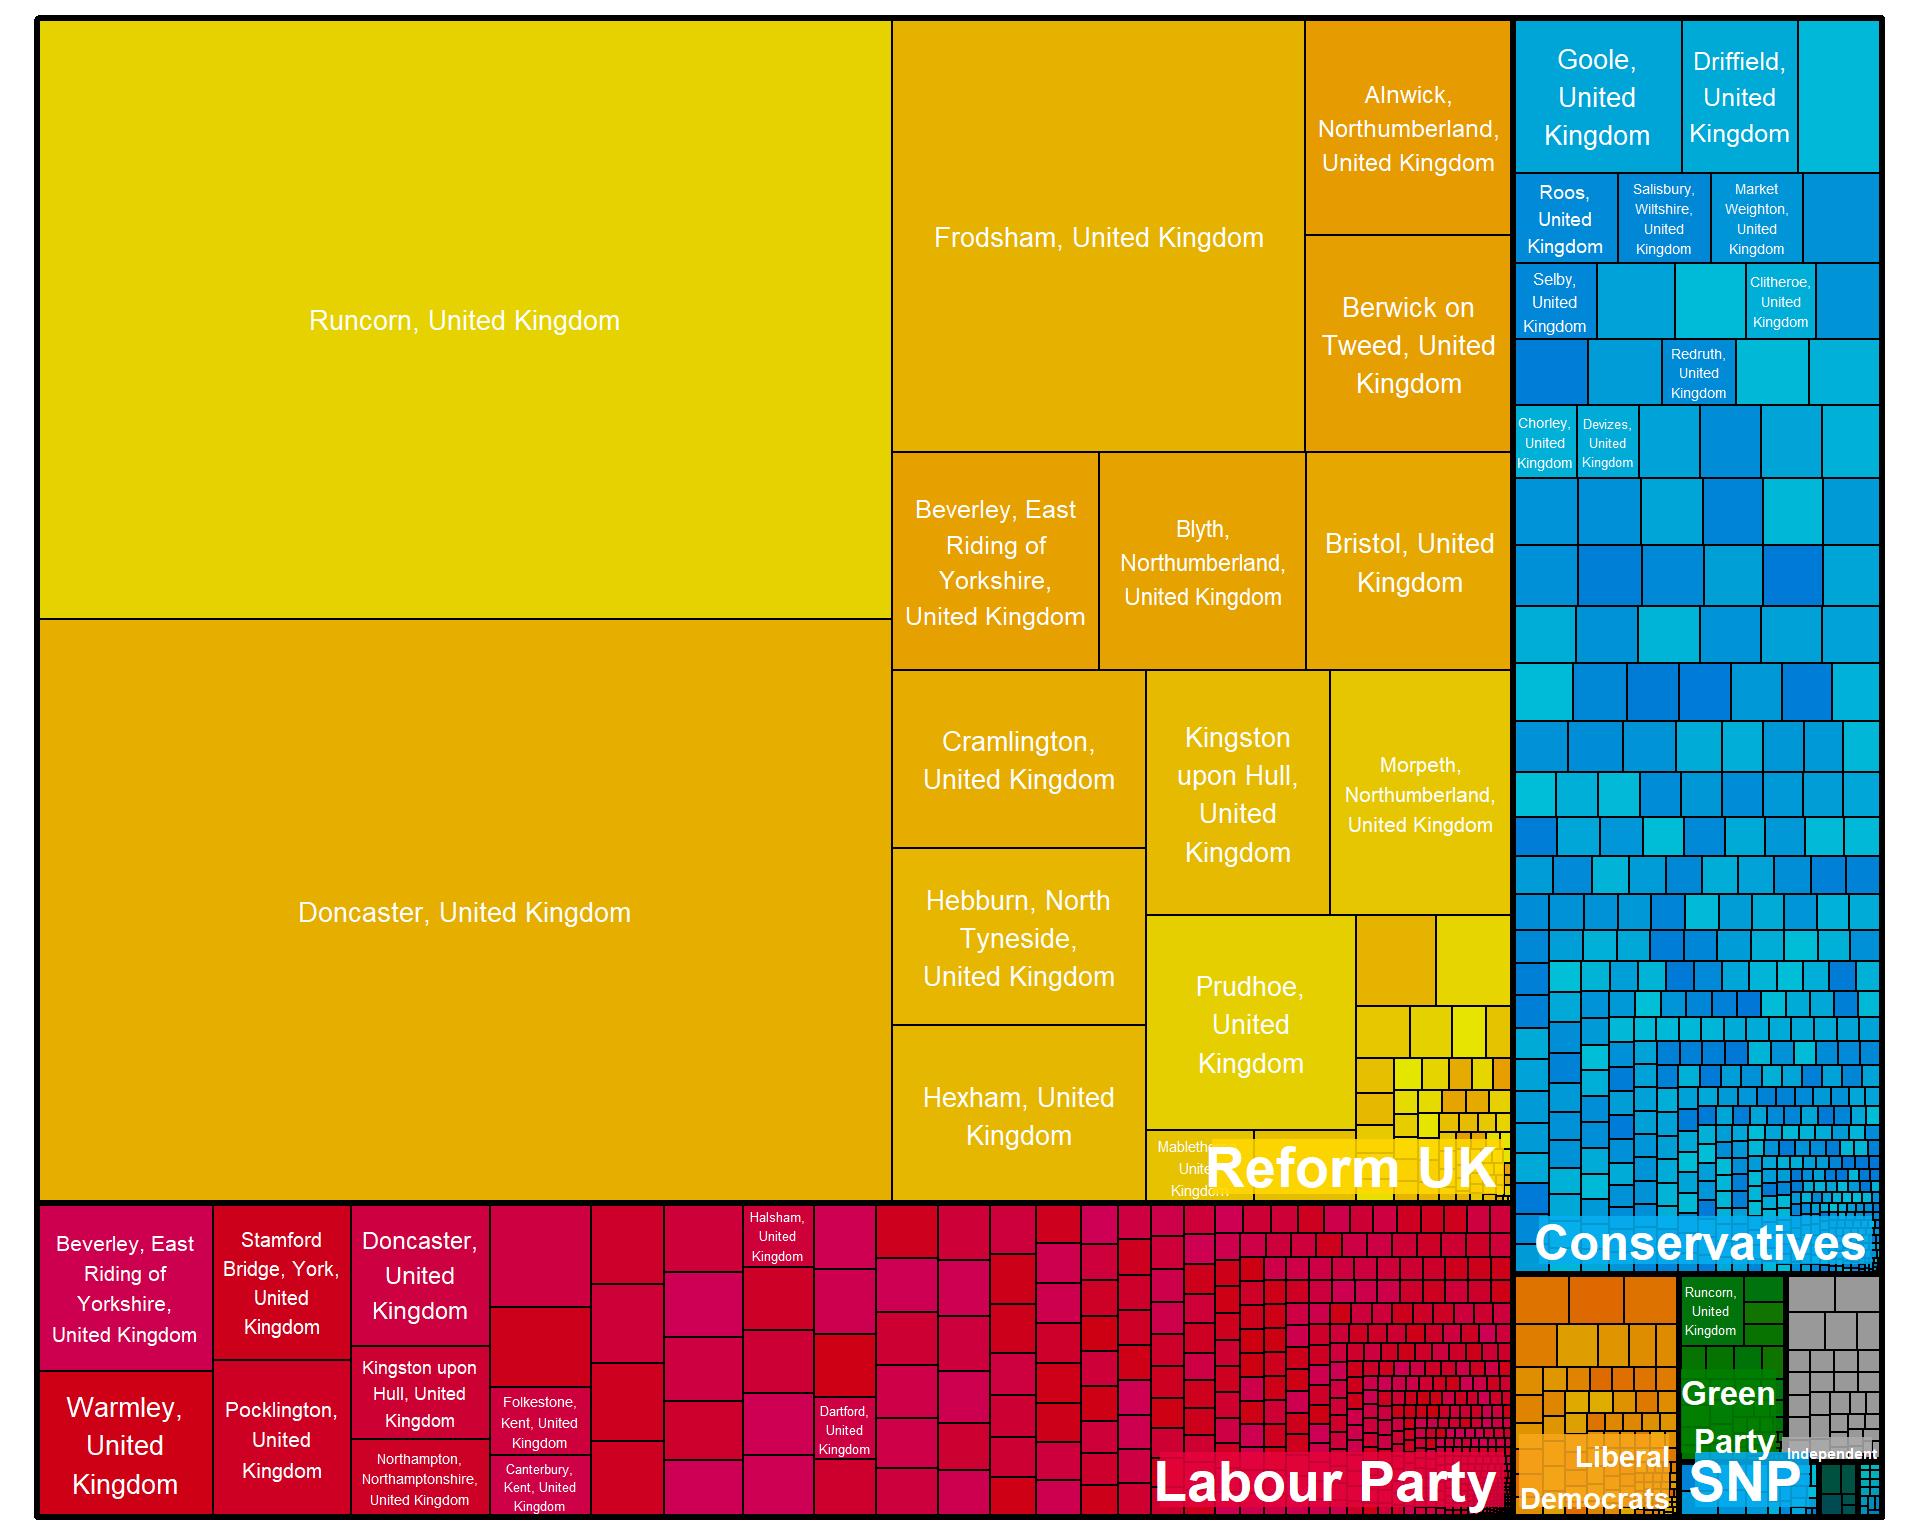 Runcorn, United Kingdom
Doncaster, United Kingdom
Frodsham, United Kingdom
Alnwick,
Northumberland,
United Kingdom
Berwick on
Tweed, United
Kingdom
Beverley, East
Riding of
Yorkshire,
United Kingdom
Blyth,
Northumberland,
United Kingdom
Bristol, United
Kingdom
Cramlington,
United Kingdom
Hebburn, North
Tyneside,
United Kingdom
Hexham, United
Kingdom
Kingston
upon Hull,
United
Kingdom
Morpeth,
Northumberland,
United Kingdom
Prudhoe,
United
Kingdom
Reform UK
Goole,
United
Kingdom
Driffield,
United
Kingdom
Roos,
United
Kingdom
Salisbury,
Wiltshire,
United
Kingdom
Market
Weighton,
United
Kingdom
Selby,
United
Kingdom
Clitheroe,
United
Kingdom
Redruth,
United
Kingdom
Chorley,
United
Kingdom
Devizes,
United
Kingdom
Conservatives
Beverley, East
Riding of
Yorkshire,
United Kingdom
Warmley,
United
Kingdom
Stamford
Bridge, York,
United
Kingdom
Pocklington,
United
Kingdom
Doncaster,
United
Kingdom
Kingston upon
Hull, United
Kingdom
Northampton,
Northamptonshire,
United Kingdom
Folkestone,
Kent, United
Kingdom
Canterbury,
Kent, United
Kingdom
Halsham,
United
Kingdom
Dartford,
United
Kingdom
Labour Party
Liberal
Democrats
Runcorn,
United
Kingdom
Green
Party
Independent
SNP